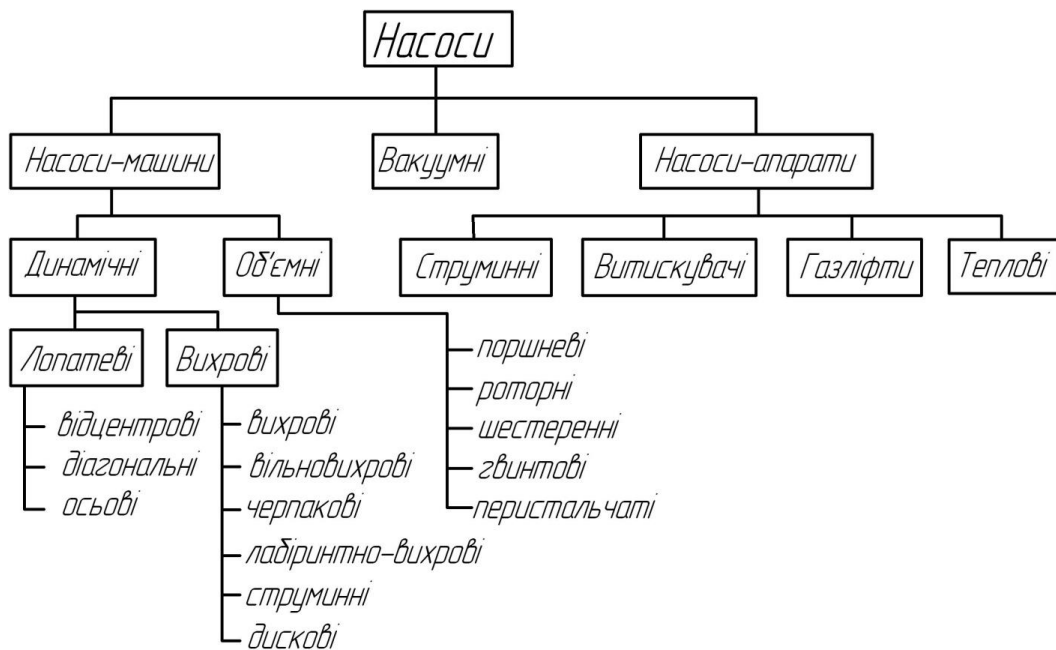 Насоси
Насоси-машини
Вакуумні
Насоси-апарати
Динамічні
Об'ємні
Струминні
Витискувачі
Газліфти
Теплові
Лопатеві
Вихрові
відцентрові
діагональні
осьові
вихрові
вільновихрові
черпакові
лабіринтно-вихрові
струминні
дискові
поршневі
роторні
шестеренні
гвинтові
перистальчаті